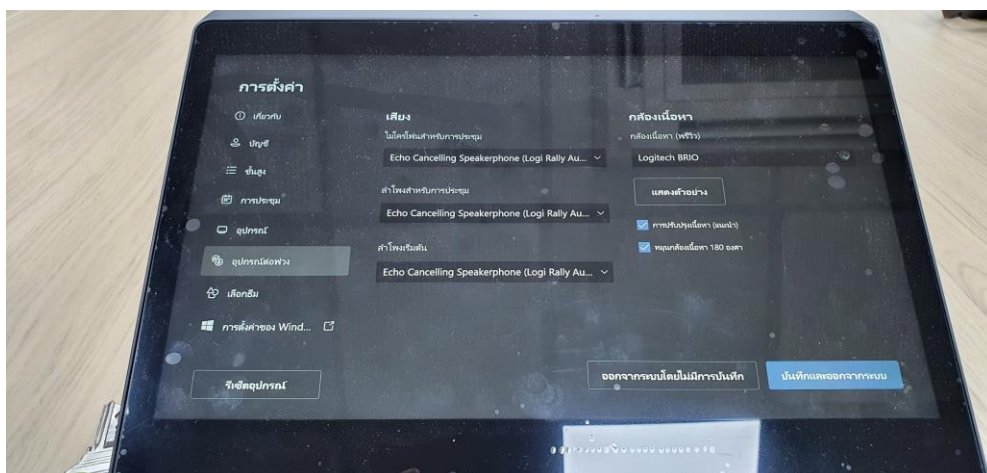 การตั้งค่า
เกี่ยวกับ
บัญชี
ขั้นสูง
การประชุม
อุปกรณ์
อุปกรณ์ต่อพ่วง
เลือกธีม
การตั้งค่าของ Wind...
รีเซ็ตอุปกรณ์
เสียง
ไมโครโฟนสำหรับการประชุม
Echo Cancelling Speakerphone (Logi Rally Au...
ลำโพงสำหรับการประชุม
Echo Cancelling Speakerphone (Logi Rally Au...
ลำโพงเริ่มต้น
Echo Cancelling Speakerphone (Logi Rally Au...
กล้องเนื้อหา
กล้องเนื้อหา (พรีวิว)
Logitech BRIO
แสดงตัวอย่าง
การปรับปรุงเนื้อหา (แนะนำ)
หมุนกล้องเนื้อหา 180 องศา
ออกจากระบบโดยไม่มีการบันทึก
บันทึกและออกจากระบบ